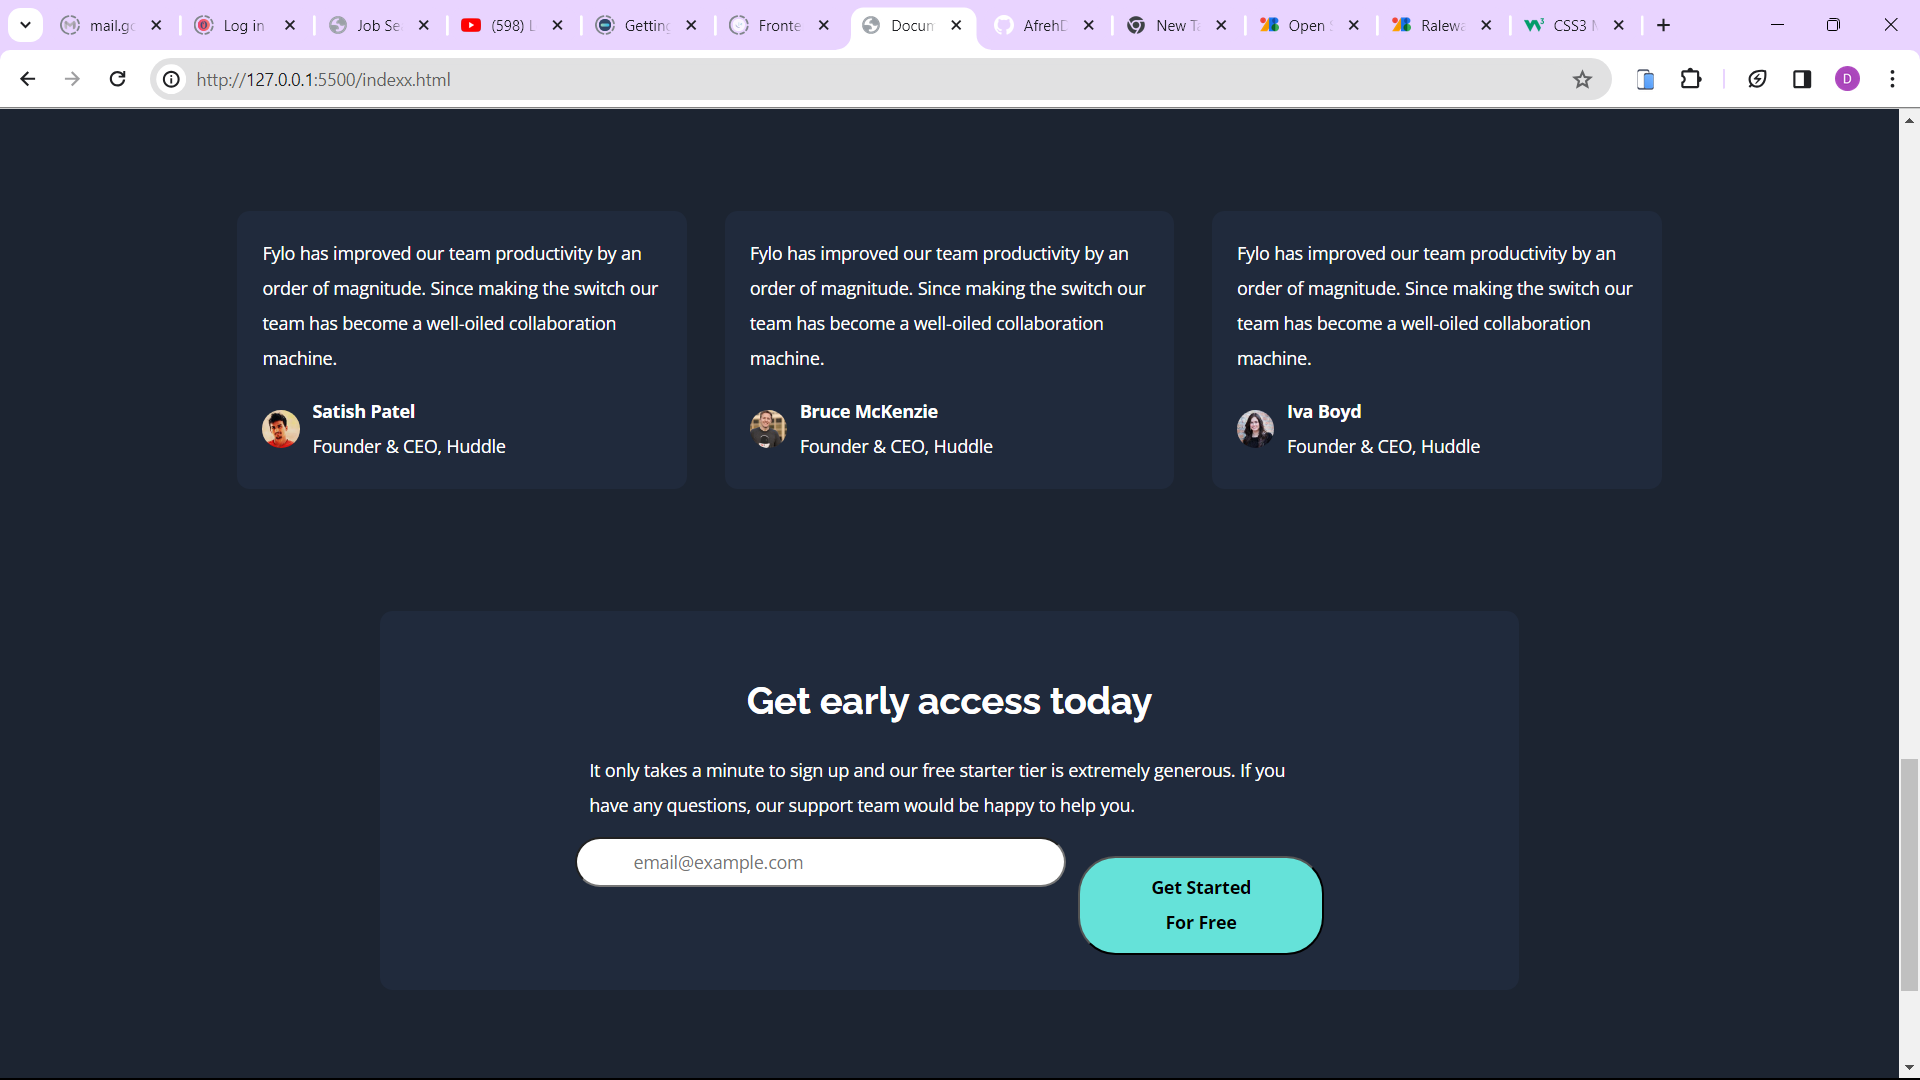 mail.go
Log in
Job Se
(598) L
Getting
Fronte
Docum
AfrehD
New Ta
Open S
Ralewa
CSS3 M
http://127.0.0.1:5500/indexx.html
D
Fylo has improved our team productivity by an
order of magnitude. Since making the switch our
team has become a well-oiled collaboration
machine.
Satish Patel
Founder & CEO, Huddle
Fylo has improved our team productivity by an
order of magnitude. Since making the switch our
team has become a well-oiled collaboration
machine.
Bruce McKenzie
Founder & CEO, Huddle
Fylo has improved our team productivity by an
order of magnitude. Since making the switch our
team has become a well-oiled collaboration
machine.
Iva Boyd
Founder & CEO, Huddle
Get early access today
It only takes a minute to sign up and our free starter tier is extremely generous. If you
have any questions, our support team would be happy to help you.
email@example.com
Get Started
For Free